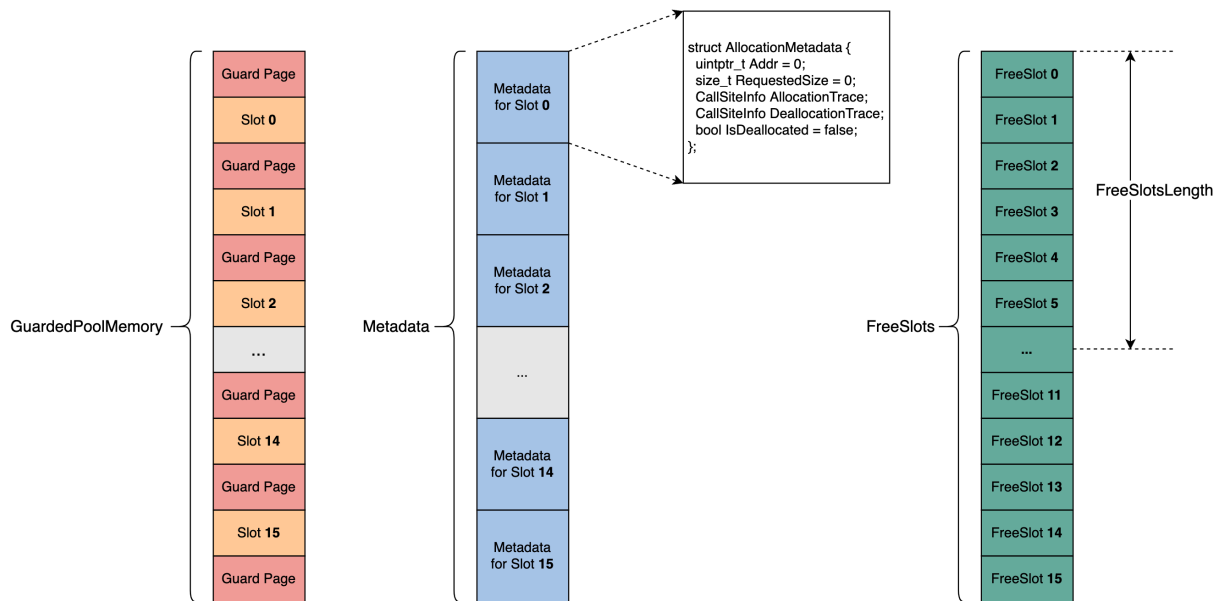 GuardedPoolMemory
Guard Page
Slot 0
Guard Page
Slot 1
Guard Page
Slot 2
...
Guard Page
Slot 14
Guard Page
Slot 15
Guard Page
Metadata
Metadata
for Slot 0
Metadata
for Slot 1
Metadata
for Slot 2
...
Metadata
for Slot 14
Metadata
for Slot 15
struct AllocationMetadata {
uintptr_t Addr = 0;
size_t RequestedSize = 0;
CallSiteInfo AllocationTrace;
CallSiteInfo DeallocationTrace;
bool IsDeallocated = false;
};
FreeSlots
FreeSlot 0
FreeSlot 1
FreeSlot 2
FreeSlot 3
FreeSlot 4
FreeSlot 5
...
FreeSlot 11
FreeSlot 12
FreeSlot 13
FreeSlot 14
FreeSlot 15
FreeSlotsLength